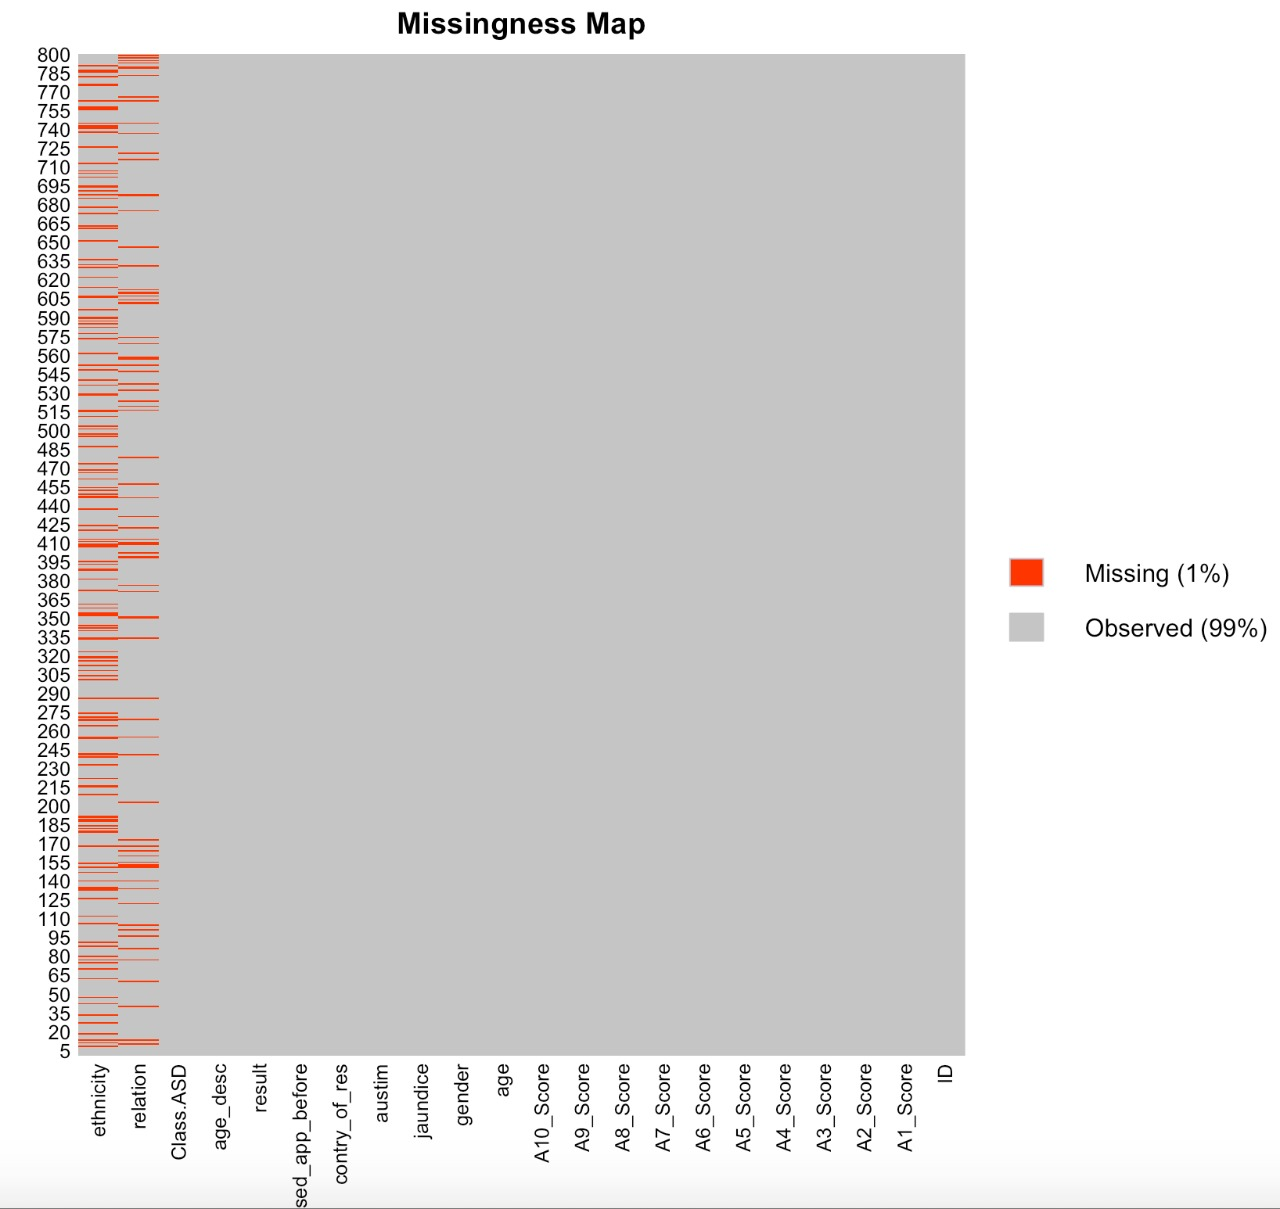 Missingness Map
800
785
770
755
740
725
710
695
680
665
650
635
620
605
590
575
560
545
530
515
500
485
470
455
440
425
410
395
380
365
350
335
320
305
290
275
260
245
230
215
200
185
170
155
140
125
110
95
80
65
50
35
20
5
Missing (1%)
Observed (99%)
ethnicity
relation
Class.ASD
age_desc
result
sed_app_before
contry_of_res
austim
jaundice
gender
age
A10_Score
A9_Score
A8_Score
A7_Score
A6_Score
A5_Score
A4_Score
A3_Score
A2_Score
A1_Score
ID